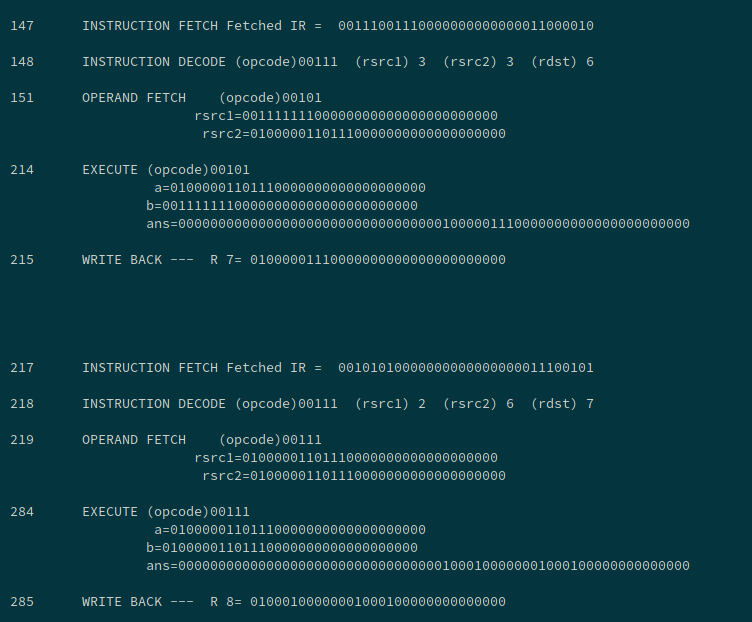 147 INSTRUCTION FETCH Fetched IR = 00111001110000000000000011000010
148 INSTRUCTION DECODE (opcode)00111 (rsrc1) 3 (rsrc2) 3 (rdst) 6
151 OPERAND FETCH (opcode)00101
rsrc1=00111111100000000000000000000000
rsrc2=01000001101110000000000000000000
214 EXECUTE (opcode)00101
a=01000001101110000000000000000000
b=00111111100000000000000000000000
ans=0000000000000000000000000000000001000001110000000000000000000000
215 WRITE BACK --- R 7= 01000001110000000000000000000000
217 INSTRUCTION FETCH Fetched IR = 00101010000000000000000011100101
218 INSTRUCTION DECODE (opcode)00111 (rsrc1) 2 (rsrc2) 6 (rdst) 7
219 OPERAND FETCH (opcode)00111
rsrc1=01000001101110000000000000000000
rsrc2=01000001101110000000000000000000
284 EXECUTE (opcode)00111
a=01000001101110000000000000000000
b=01000001101110000000000000000000
ans=0000000000000000000000000000000001000100000001000100000000000000
285 WRITE BACK --- R 8= 01000100000001000100000000000000